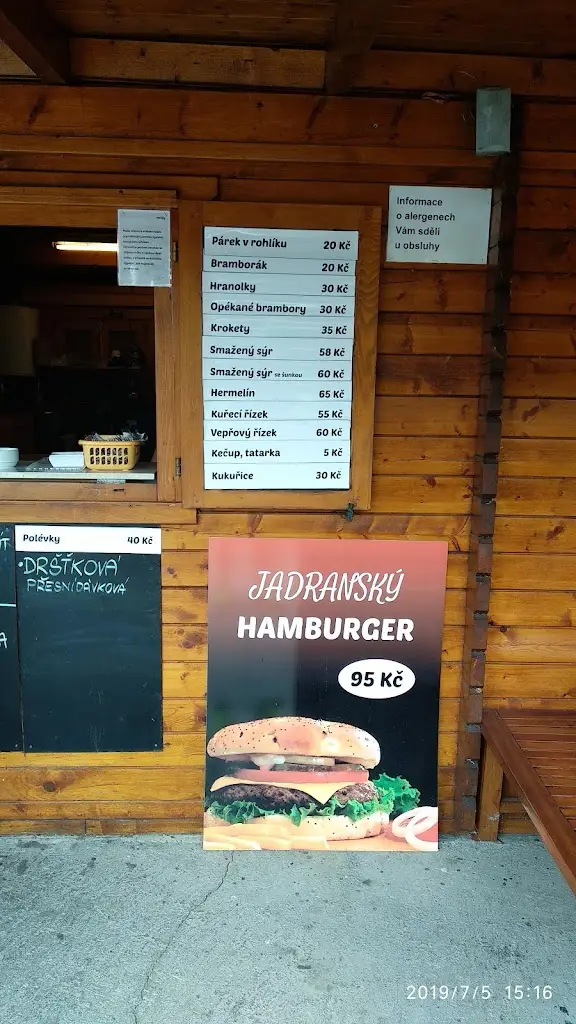 Informace
o alergenech
Vám sdělí
u obsluhy
Párek v rohlíku 20 Kč
Bramborák 20 Kč
Hranolky 30 Kč
Opékané brambory 30 Kč
Krokety 35 Kč
Smažený sýr 58 Kč
Smažený sýr se šunkou 60 Kč
Hermelín 65 Kč
Kuřecí řízek 55 Kč
Vepřový řízek 60 Kč
Kečup, tatarka 5 Kč
Kukuřice 30 Kč
Polévky 40 Kč
DRŠŤKOVÁ
PŘESNÍDÁVKOVÁ
JADRANSKÝ
HAMBURGER
95 Kč
2019/7/5 15:16